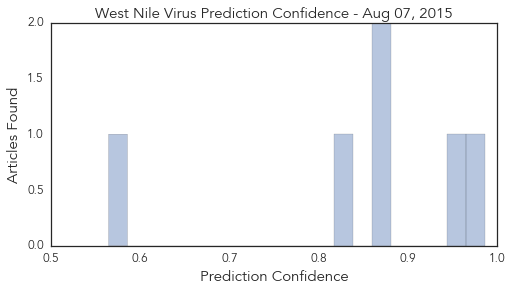 West Nile Virus Prediction Confidence - Aug 07, 2015
2.0
1.5
1.0
0.5
0.0
Articles Found
0.5 0.6 0.7 0.8 0.9 1.0
Prediction Confidence